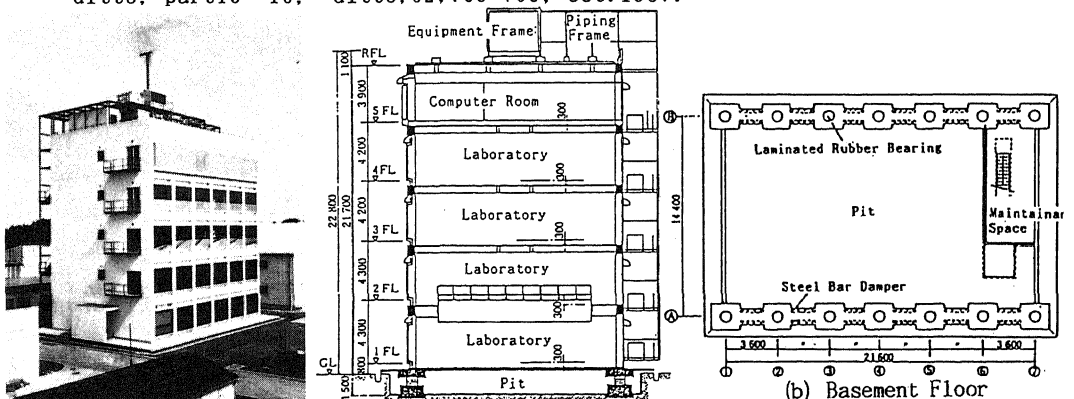 Equipment Frame
Piping
Frame
RFL
1 100
3 900
5 FL
Computer Room
300
4 200
4 FL
Laboratory
300
22 800
21 700
4 200
3 FL
Laboratory
300
4 300
2 FL
Laboratory
300
4 300
1 FL
Laboratory
300
GL
800
1 500
Pit
B
Laminated Rubber Bearing
14 400
Pit
Maintainan
Space
Steel Bar Damper
A
3 600
3 600
21 600
1 2 3 4 5 6 7
(b) Basement Floor